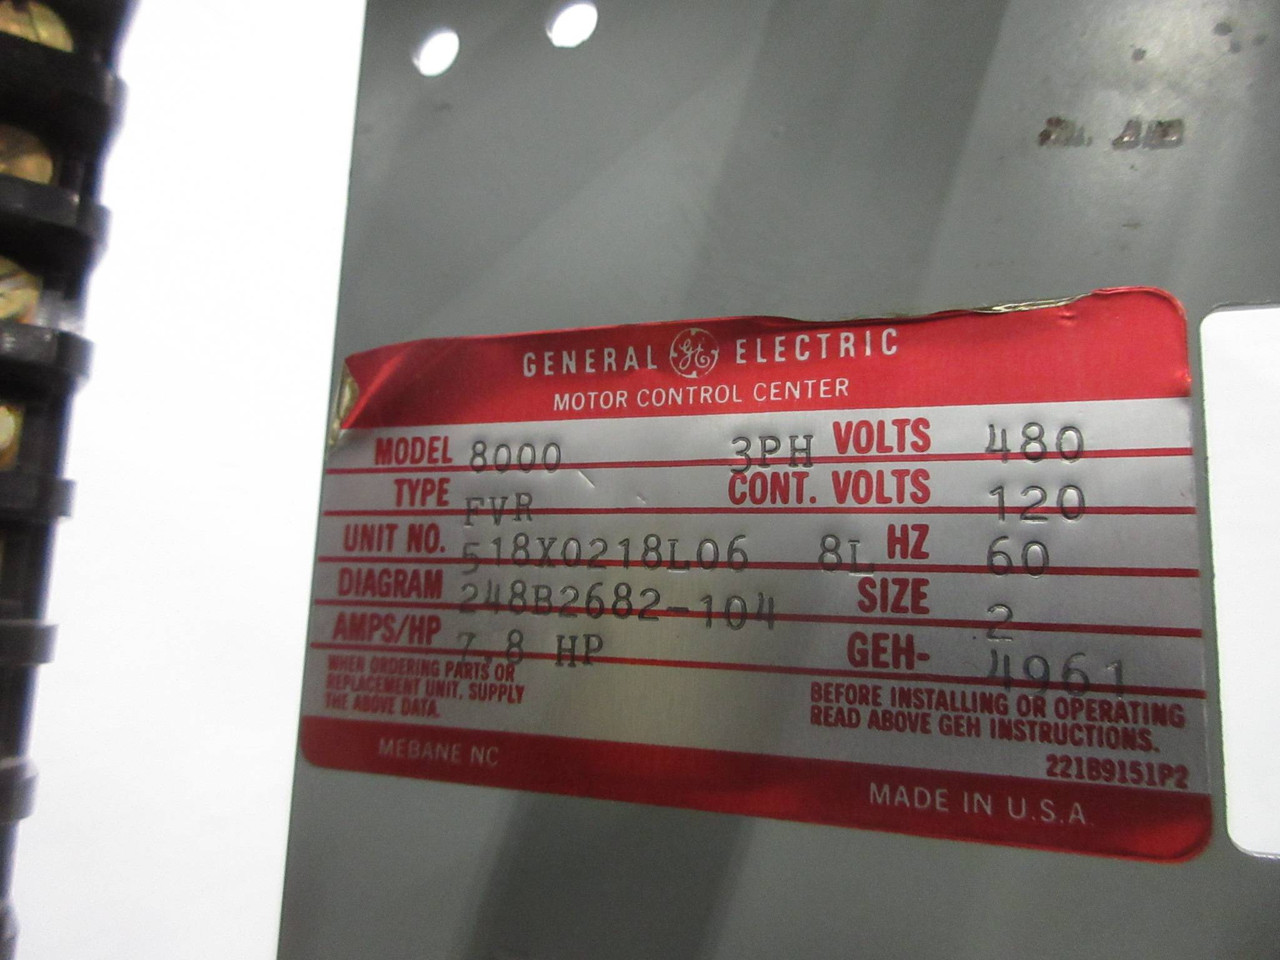 GENERAL GE ELECTRIC
MOTOR CONTROL CENTER
MODEL 8000 3PH VOLTS 480
TYPE FVR CONT. VOLTS 120
UNIT NO. 518X0218L06 8L HZ 60
DIAGRAM 248B2682-104 SIZE 2
AMPS/HP 7.8 HP GEH- 4961
WHEN ORDERING PARTS OR
REPLACEMENT UNIT, SUPPLY
THE ABOVE DATA.
BEFORE INSTALLING OR OPERATING
READ ABOVE GEH INSTRUCTIONS.
221B9151P2
MEBANE NC
MADE IN U.S.A.